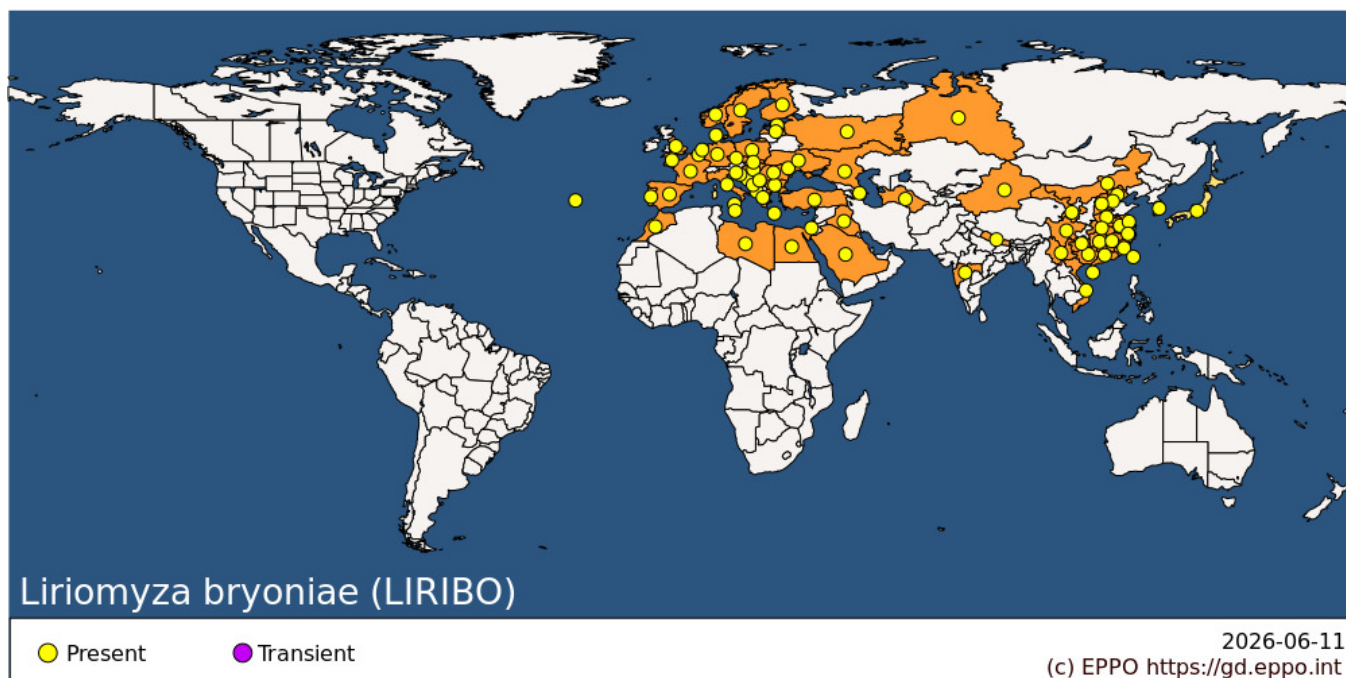 Liriomyza bryoniae (LIRIBO)
Present
Transient
2026-06-11
(c) EPPO https://gd.eppo.int